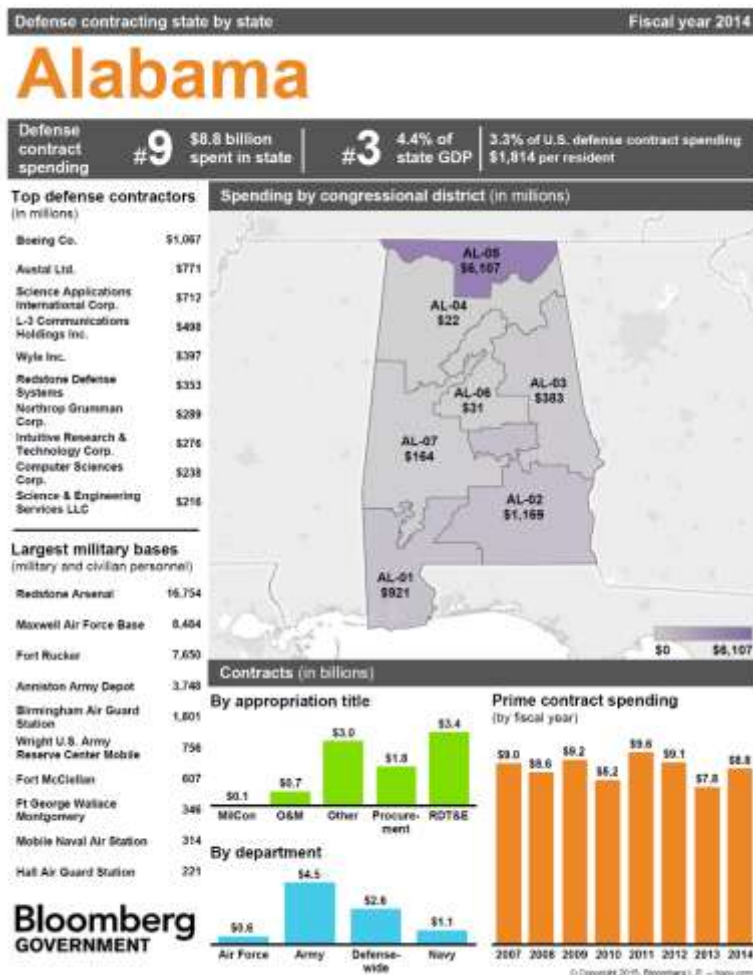 Defense contracting state by state
Fiscal year 2014
Alabama
Defense
contract
spending
#9
$8.8 billion
spent in state
#3
4.4% of
state GDP
3.3% of U.S. defense contract spending
$1,814 per resident
Top defense contractors
(in millions)
Boeing Co. $1,067
Austal Ltd. $771
Science Applications
International Corp. $712
L-3 Communications
Holdings Inc. $498
Wyle Inc. $397
Redstone Defense
Systems $353
Northrop Grumman
Corp. $289
Intuitive Research &
Technology Corp. $276
Computer Sciences
Corp. $238
Science & Engineering
Services LLC $216
Largest military bases
(military and civilian personnel)
Redstone Arsenal 16,754
Maxwell Air Force Base 8,484
Fort Rucker 7,650
Anniston Army Depot 3,748
Birmingham Air Guard
Station 1,801
Wright U.S. Army
Reserve Center Mobile 756
Fort McClellan 607
Ft George Wallace
Montgomery 346
Mobile Naval Air Station 314
Hall Air Guard Station 221
Bloomberg
GOVERNMENT
Spending by congressional district (in millions)
AL-05
$6,107
AL-04
$22
AL-03
$383
AL-06
$31
AL-07
$164
AL-02
$1,169
AL-01
$921
$0 $6,107
Contracts (in billions)
By appropriation title
$0.1 $0.7 $3.0 $1.8 $3.4
MilCon O&M Other Procure-
ment RDT&E
By department
$0.6 $4.5 $2.6 $1.1
Air Force Army Defense-
wide Navy
Prime contract spending
(by fiscal year)
$9.0 $8.6 $9.2 $8.2 $9.6 $9.1 $7.8 $8.8
2007 2008 2009 2010 2011 2012 2013 2014
© Copyright 2015, Bloomberg L.P.